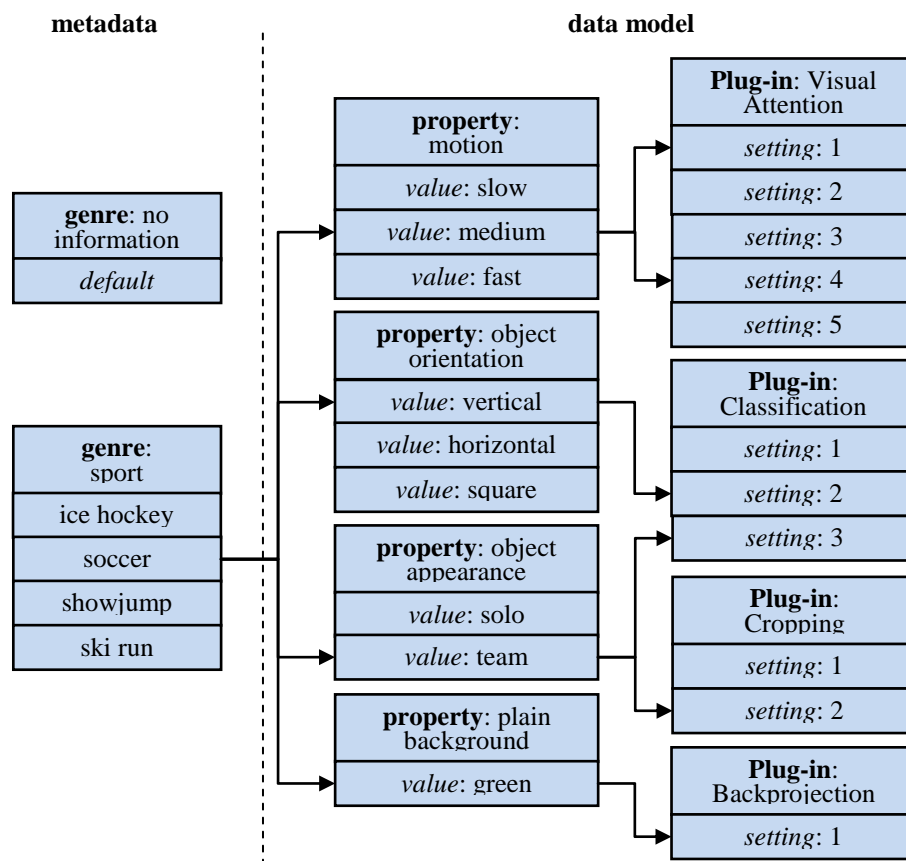 metadata
data model
genre: no
information
default
genre:
sport
ice hockey
soccer
showjump
ski run
property:
motion
value: slow
value: medium
value: fast
property: object
orientation
value: vertical
value: horizontal
value: square
property: object
appearance
value: solo
value: team
property: plain
background
value: green
Plug-in: Visual
Attention
setting: 1
setting: 2
setting: 3
setting: 4
setting: 5
Plug-in:
Classification
setting: 1
setting: 2
setting: 3
Plug-in:
Cropping
setting: 1
setting: 2
Plug-in:
Backprojection
setting: 1